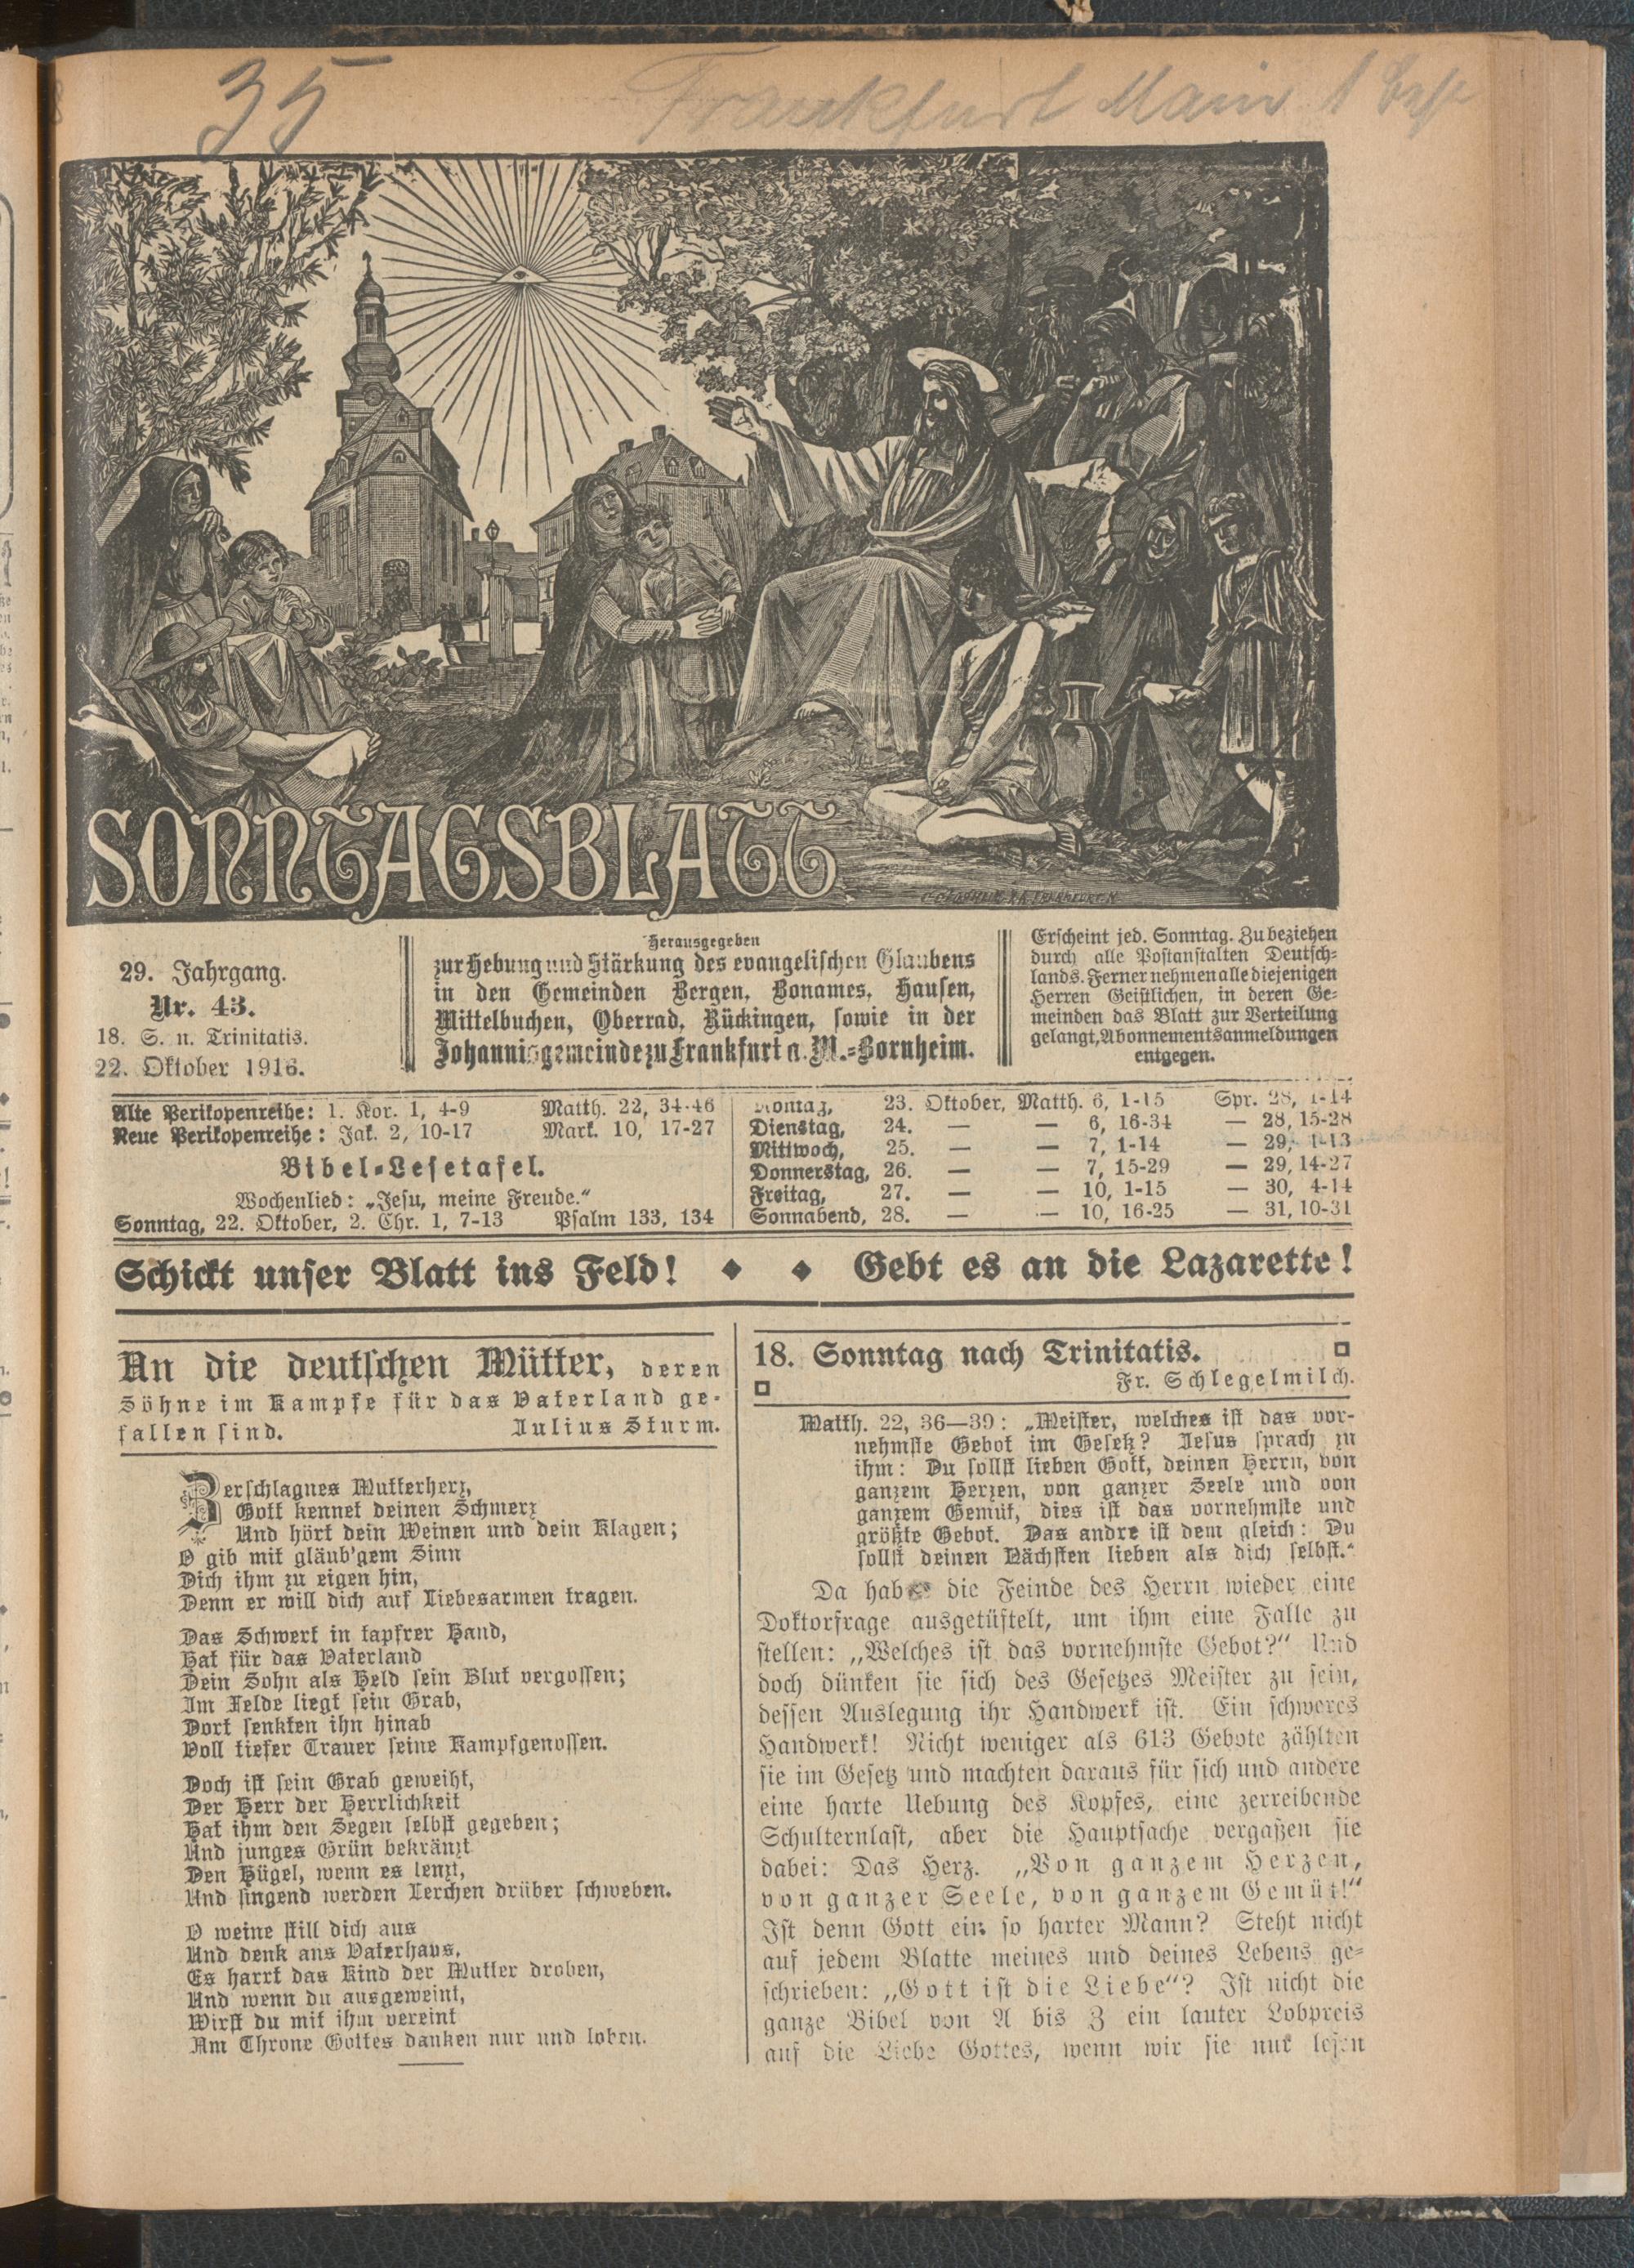 35
Frankfurt Main 1
SONNTAGSBLATT
29. Jahrgang.
Nr. 43.
18. S. n. Trinitatis.
22. Oktober 1916.
Herausgegeben
zur Hebung und Stärkung des evangelischen Glaubens
in den Gemeinden Bergen, Bonames, Hausen,
Mittelbuchen, Oberrad, Rückingen, sowie in der
Johannisgemeinde zu Frankfurt a. M.-Bornheim.
Erscheint jed. Sonntag. Zu beziehen
durch alle Postanstalten Deutsch-
lands. Ferner nehmen alle diejenigen
Herren Geistlichen, in deren Ge-
meinden das Blatt zur Verteilung
gelangt, Abonnementsanmeldungen
entgegen.
Alte Perikopenreihe: 1. Kor. 1, 4-9 Matth. 22, 34-46
Neue Perikopenreihe: Jak. 2, 10-17 Mark. 10, 17-27
Bibel-Lesetafel.
Wochenlied: „Jesu, meine Freude.“
Sonntag, 22. Oktober, 2. Chr. 1, 7-13 Psalm 133, 134
Montag, 23. Oktober, Matth. 6, 1-15 Spr. 28, 1-14
Dienstag, 24. — — 6, 16-34 — 28, 15-28
Mittwoch, 25. — — 7, 1-14 — 29, 1-13
Donnerstag, 26. — — 7, 15-29 — 29, 14-27
Freitag, 27. — — 10, 1-15 — 30, 4-14
Sonnabend, 28. — — 10, 16-25 — 31, 10-31
Schickt unser Blatt ins Feld! ◆ ◆ Gebt es an die Lazarette!
An die deutschen Mütter, deren
Söhne im Kampfe für das Vaterland ge-
fallen sind. Julius Sturm.
Zerschlagnes Mutterherz,
Gott kennet deinen Schmerz
Und hört dein Weinen und dein Klagen;
O gib mit gläub'gem Sinn
Dich ihm zu eigen hin,
Denn er will dich auf Liebesarmen tragen.
Das Schwert in tapfrer Hand,
Hat für das Vaterland
Dein Sohn als Held sein Blut vergossen;
Im Felde liegt sein Grab,
Dort senkten ihn hinab
Voll tiefer Trauer seine Kampfgenossen.
Doch ist sein Grab geweiht,
Der Herr der Herrlichkeit
Hat ihm den Segen selbst gegeben;
Und junges Grün bekränzt
Den Hügel, wenn es lenzt,
Und singend werden Lerchen drüber schweben.
O weine still dich aus
Und denk ans Vaterhaus,
Es harrt das Kind der Mutter droben,
Und wenn du ausgeweint,
Wirst du mit ihm vereint
Am Throne Gottes danken nur und loben.
18. Sonntag nach Trinitatis.
Fr. Schlegelmilch.
Matth. 22, 36—39: „Meister, welches ist das vor-
nehmste Gebot im Gesetz? Jesus sprach zu
ihm: Du sollst lieben Gott, deinen Herrn, von
ganzem Herzen, von ganzer Seele und von
ganzem Gemüt, dies ist das vornehmste und
größte Gebot. Das andre ist dem gleich: Du
sollst deinen Nächsten lieben als dich selbst.“
Da haben die Feinde des Herrn wieder eine
Doktorfrage ausgetüftelt, um ihm eine Falle zu
stellen: „Welches ist das vornehmste Gebot?“ Und
doch dünken sie sich des Gesetzes Meister zu sein,
dessen Auslegung ihr Handwerk ist. Ein schweres
Handwerk! Nicht weniger als 613 Gebote zählten
sie im Gesetz und machten daraus für sich und andere
eine harte Uebung des Kopfes, eine zerreibende
Schulternlast, aber die Hauptsache vergaßen sie
dabei: Das Herz. „Von ganzem Herzen,
von ganzer Seele, von ganzem Gemüt!“
Ist denn Gott ein so harter Mann? Steht nicht
auf jedem Blatte meines und deines Lebens ge-
schrieben: „Gott ist die Liebe“? Ist nicht die
ganze Bibel von A bis Z ein lauter Lobpreis
auf die Liebe Gottes, wenn wir sie nur lesen